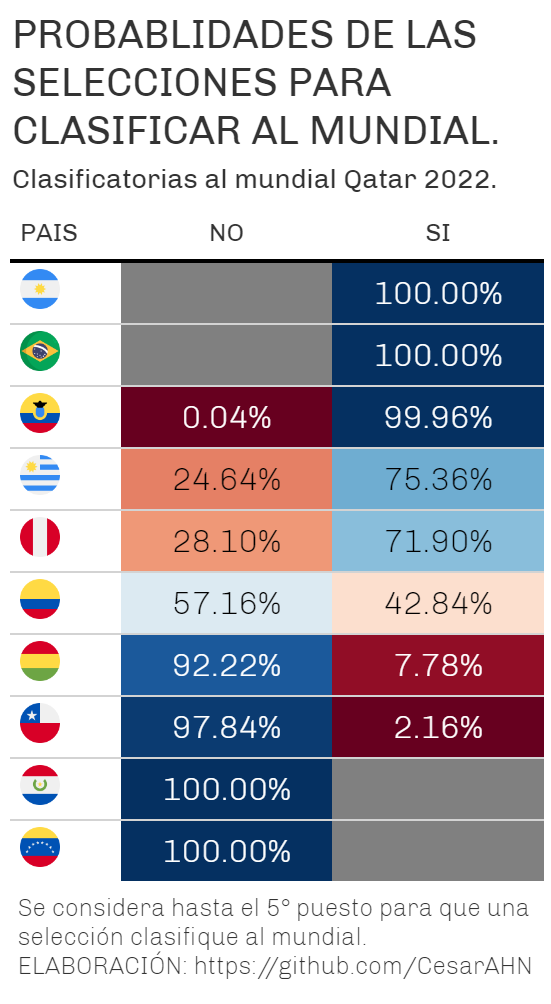 PROBABLIDADES DE LAS
SELECCIONES PARA
CLASIFICAR AL MUNDIAL.
Clasificatorias al mundial Qatar 2022.
PAIS NO SI
100.00%
100.00%
0.04% 99.96%
24.64% 75.36%
28.10% 71.90%
57.16% 42.84%
92.22% 7.78%
97.84% 2.16%
100.00%
100.00%
Se considera hasta el 5° puesto para que una
selección clasifique al mundial.
ELABORACIÓN: https://github.com/CesarAHN